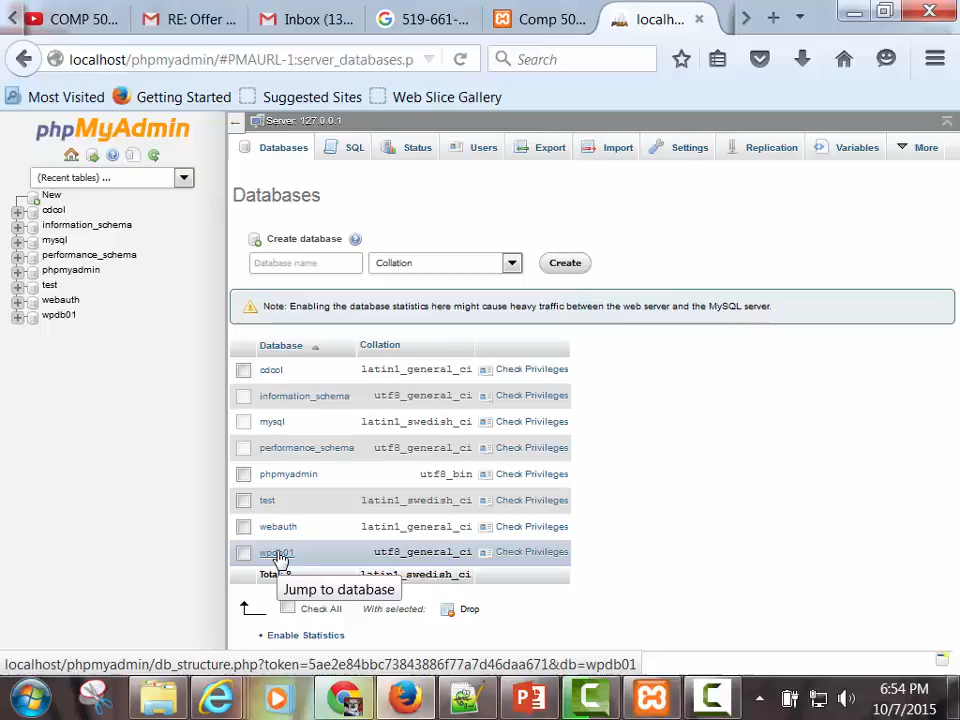 COMP 50...
RE: Offer ...
Inbox (13...
519-661-...
Comp 50...
PMA
localh...
localhost/phpmyadmin/#PMAURL-1:server_databases.p
Search
Most Visited
Getting Started
Suggested Sites
Web Slice Gallery
phpMyAdmin
(Recent tables) ...
New
cdcol
information_schema
mysql
performance_schema
phpmyadmin
test
webauth
wpdb01
Server: 127.0.0.1
Databases
SQL
Status
Users
Export
Import
Settings
Replication
Variables
More
Databases
Create database
Database name
Collation
Create
Note: Enabling the database statistics here might cause heavy traffic between the web server and the MySQL server.
Database Collation
cdcol latin1_general_ci Check Privileges
information_schema utf8_general_ci Check Privileges
mysql latin1_swedish_ci Check Privileges
performance_schema utf8_general_ci Check Privileges
phpmyadmin utf8_bin Check Privileges
test latin1_swedish_ci Check Privileges
webauth latin1_general_ci Check Privileges
wpdb01 utf8_general_ci Check Privileges
Total: 8 latin1_swedish_ci
Jump to database
Check All With selected: Drop
Enable Statistics
localhost/phpmyadmin/db_structure.php?token=5ae2e84bbc73843886f77a7d46daa671&db=wpdb01
6:54 PM
10/7/2015